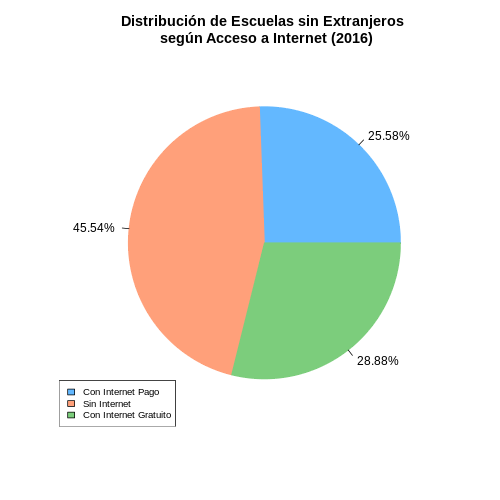 Distribución de Escuelas sin Extranjeros
según Acceso a Internet (2016)
25.58%
45.54%
28.88%
Con Internet Pago
Sin Internet
Con Internet Gratuito